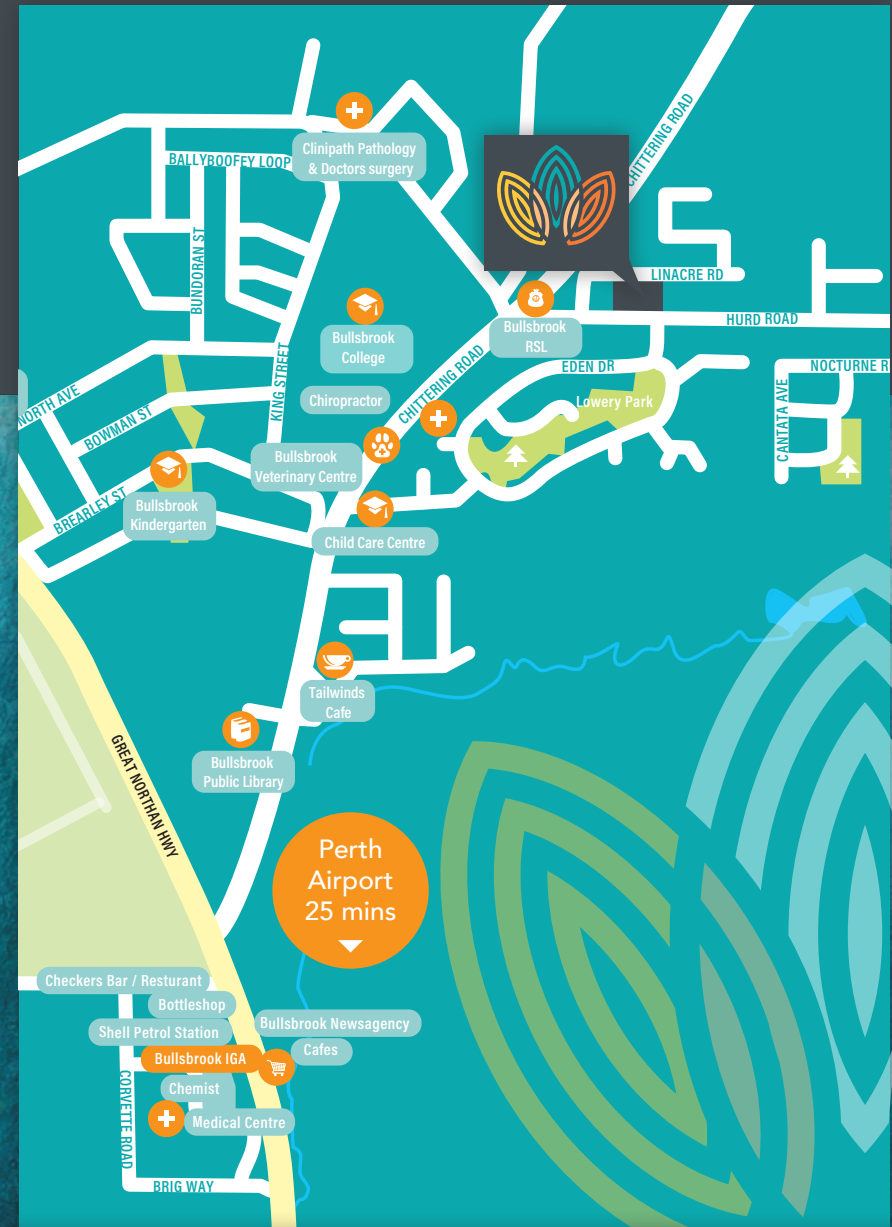 Clinipath Pathology
& Doctors surgery
BALLYBOOFEY LOOP
CHITTERING ROAD
BUNDORAN ST
LINACRE RD
HURD ROAD
Bullsbrook
RSL
Bullsbrook
College
KING STREET
CHITTERING ROAD
EDEN DR
NOCTURNE R
Chiropractor
Lowery Park
CANTATA AVE
NORTH AVE
BOWMAN ST
Bullsbrook
Veterinary Centre
BREARLEY ST
Bullsbrook
Kindergarten
Child Care Centre
Tailwinds
Cafe
Bullsbrook
Public Library
GREAT NORTHAN HWY
Perth
Airport
25 mins
Checkers Bar / Resturant
Bottleshop
Shell Petrol Station
Bullsbrook Newsagency
Bullsbrook IGA
Cafes
Chemist
Medical Centre
CORVETTE ROAD
BRIG WAY